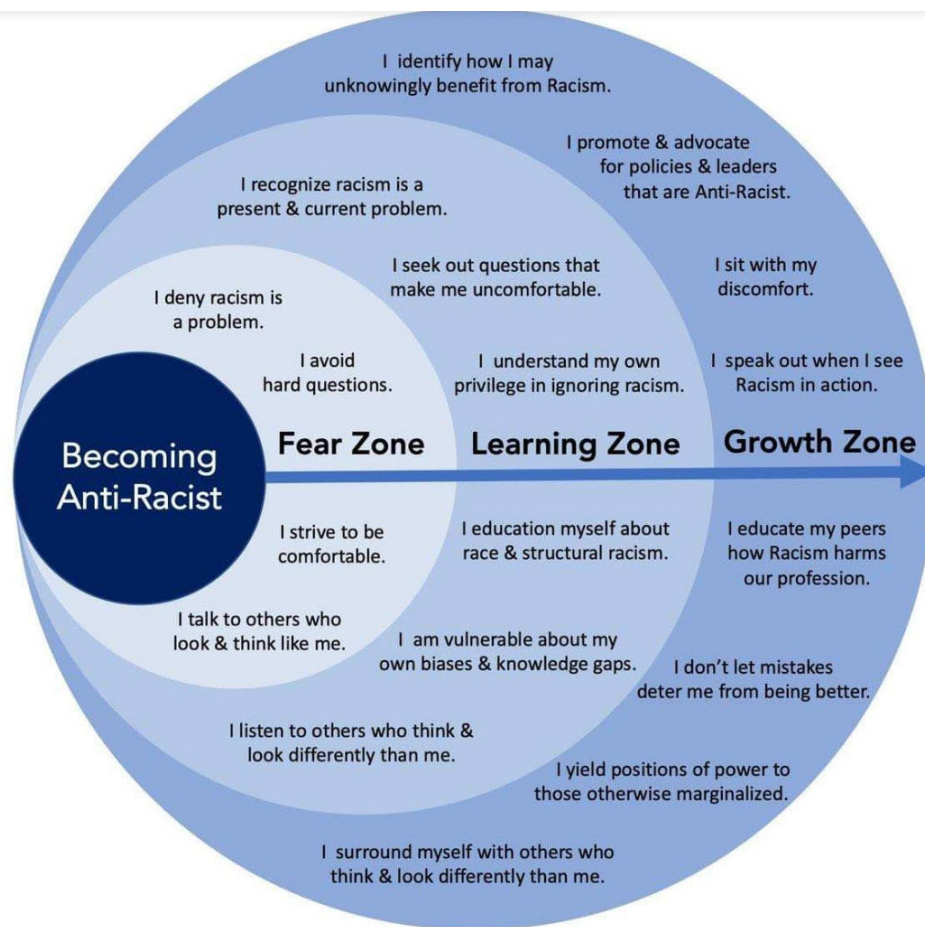 I identify how I may
unknowingly benefit from Racism.
I promote & advocate
for policies & leaders
that are Anti-Racist.
I recognize racism is a
present & current problem.
I seek out questions that
make me uncomfortable.
I sit with my
discomfort.
I deny racism is
a problem.
I avoid
hard questions.
I understand my own
privilege in ignoring racism.
I speak out when I see
Racism in action.
Becoming
Anti-Racist
Fear Zone
Learning Zone
Growth Zone
I strive to be
comfortable.
I education myself about
race & structural racism.
I educate my peers
how Racism harms
our profession.
I talk to others who
look & think like me.
I am vulnerable about my
own biases & knowledge gaps.
I don't let mistakes
deter me from being better.
I listen to others who think &
look differently than me.
I yield positions of power to
those otherwise marginalized.
I surround myself with others who
think & look differently than me.